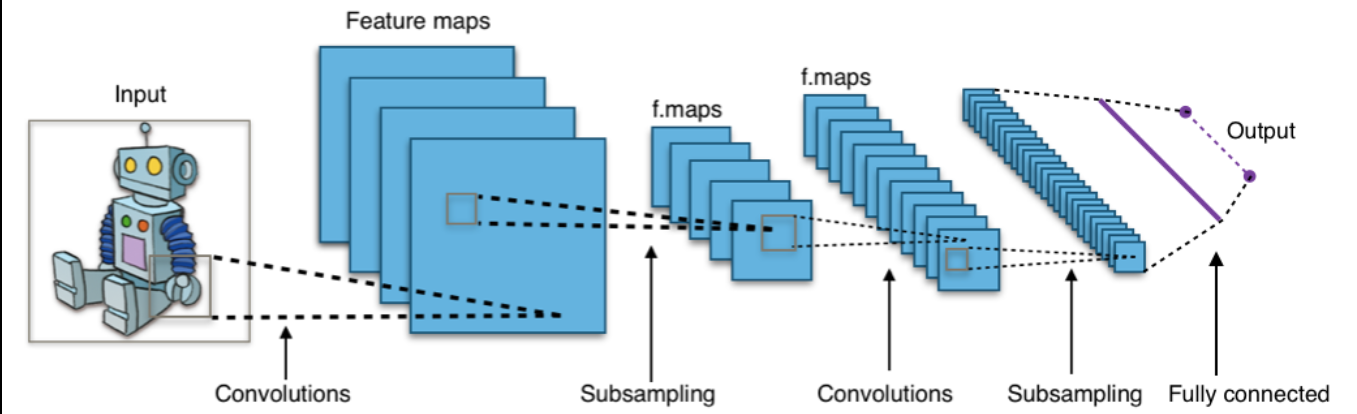 Feature maps
f.maps
Input
f.maps
Output
Convolutions
Subsampling
Convolutions
Subsampling
Fully connected